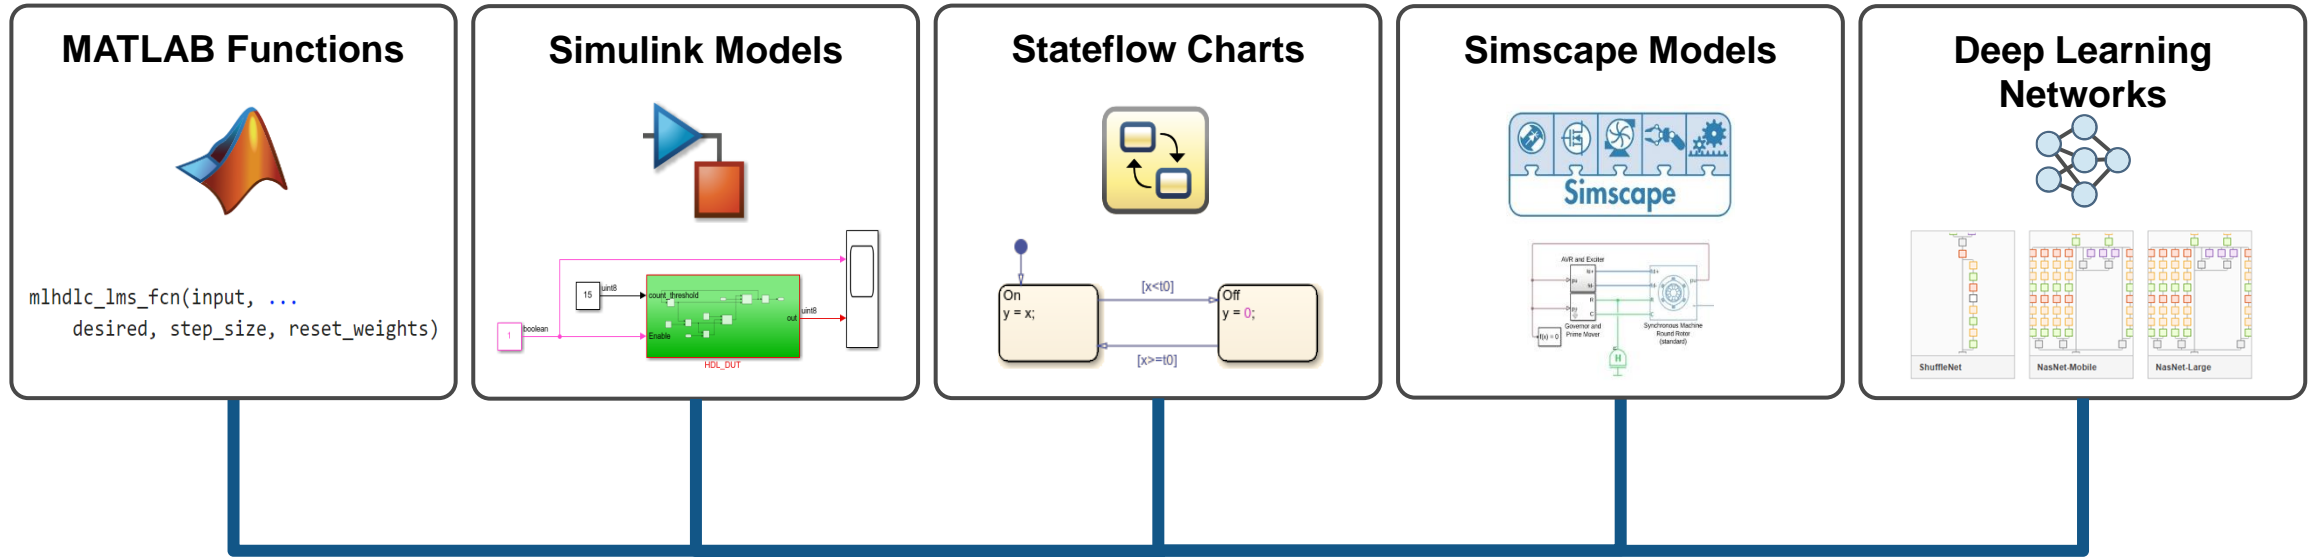 MATLAB Functions
mlhdlc_lms_fcn(input, ...
desired, step_size, reset_weights)
Simulink Models
15
uint8
count_threshold
1
boolean
Enable
out
uint8
HDL_DUT
Stateflow Charts
On
y = x;
[x<t0]
Off
y = 0;
[x>=t0]
Simscape Models
Simscape
AVR and Exciter
Governor and
Prime Mover
f(x) = 0
Synchronous Machine
Round Rotor
(standard)
H
Deep Learning
Networks
ShuffleNet
NasNet-Mobile
NasNet-Large